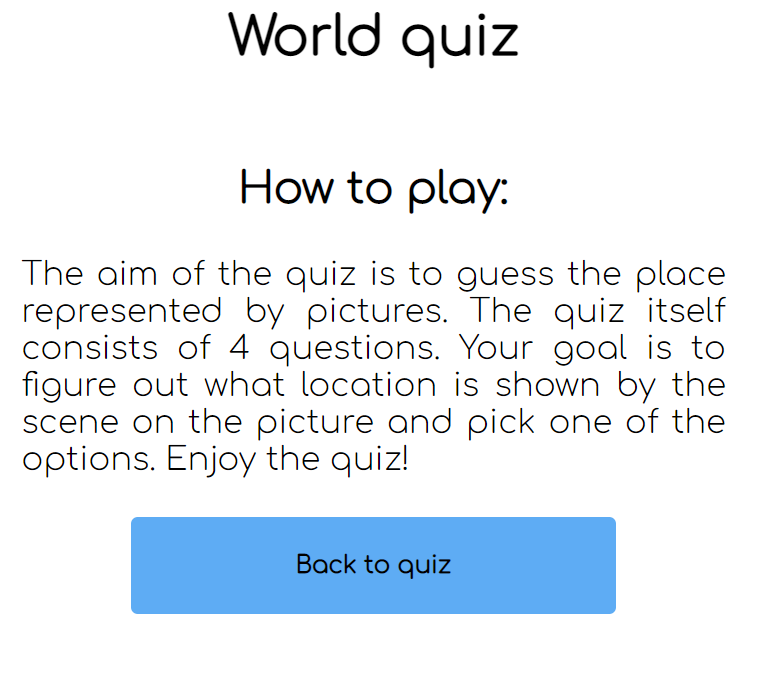 World quiz
How to play:
The aim of the quiz is to guess the place
represented by pictures. The quiz itself
consists of 4 questions. Your goal is to
figure out what location is shown by the
scene on the picture and pick one of the
options. Enjoy the quiz!
Back to quiz